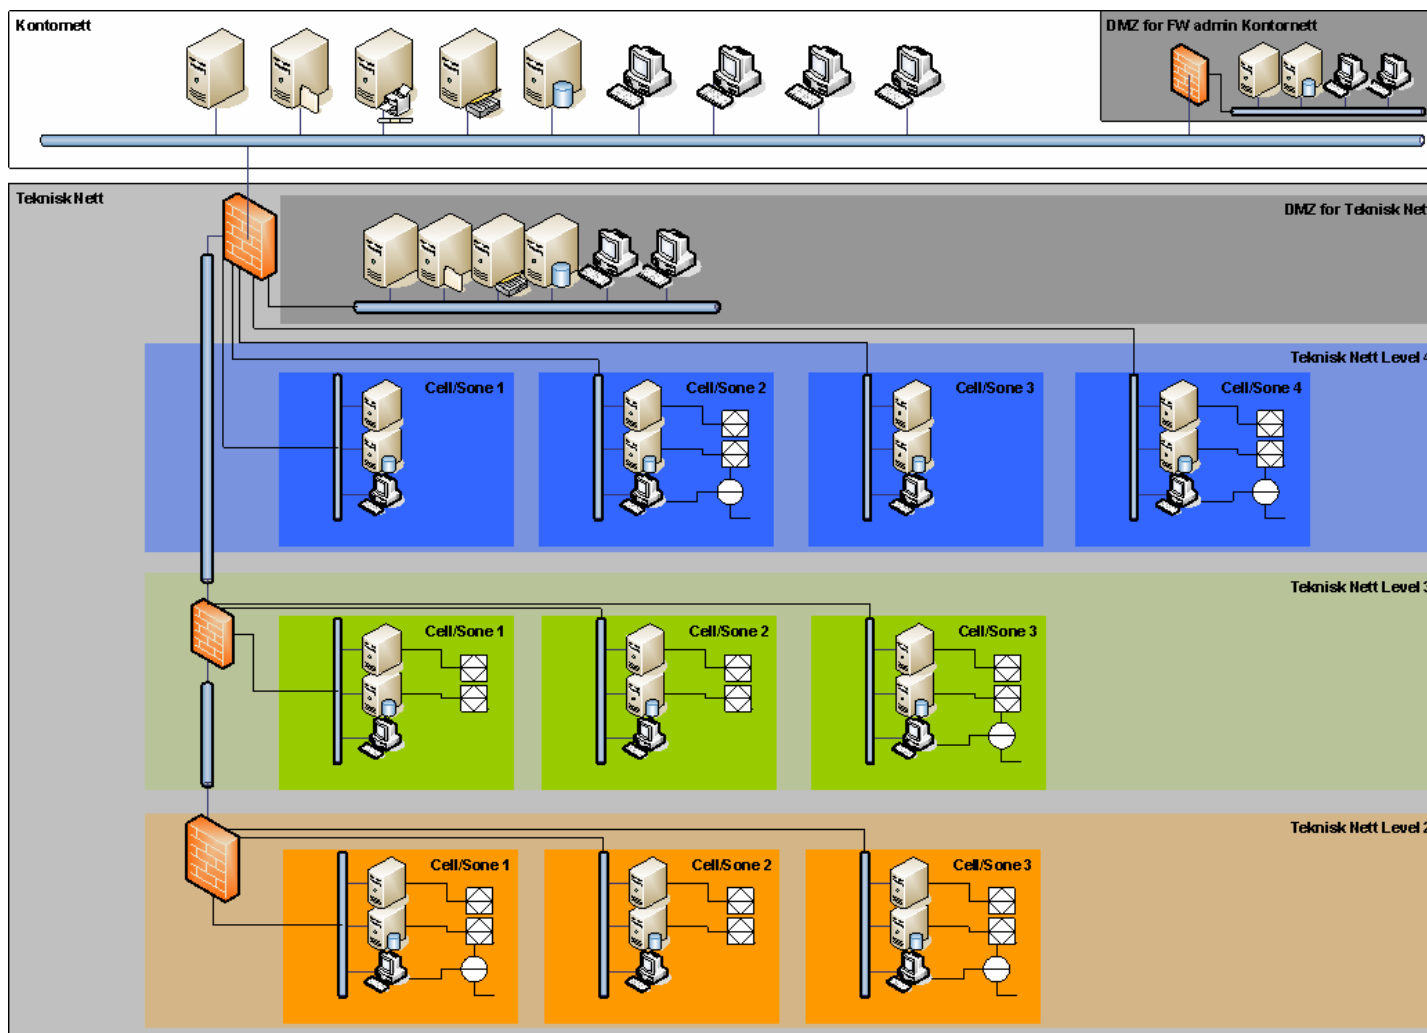 Kontornett
DMZ for FW admin Kontornett
Teknisk Nett
DMZ for Teknisk Net
Teknisk Nett Level 4
Cell/Sone 1
Cell/Sone 2
Cell/Sone 3
Cell/Sone 4
Teknisk Nett Level 3
Cell/Sone 1
Cell/Sone 2
Cell/Sone 3
Teknisk Nett Level 2
Cell/Sone 1
Cell/Sone 2
Cell/Sone 3